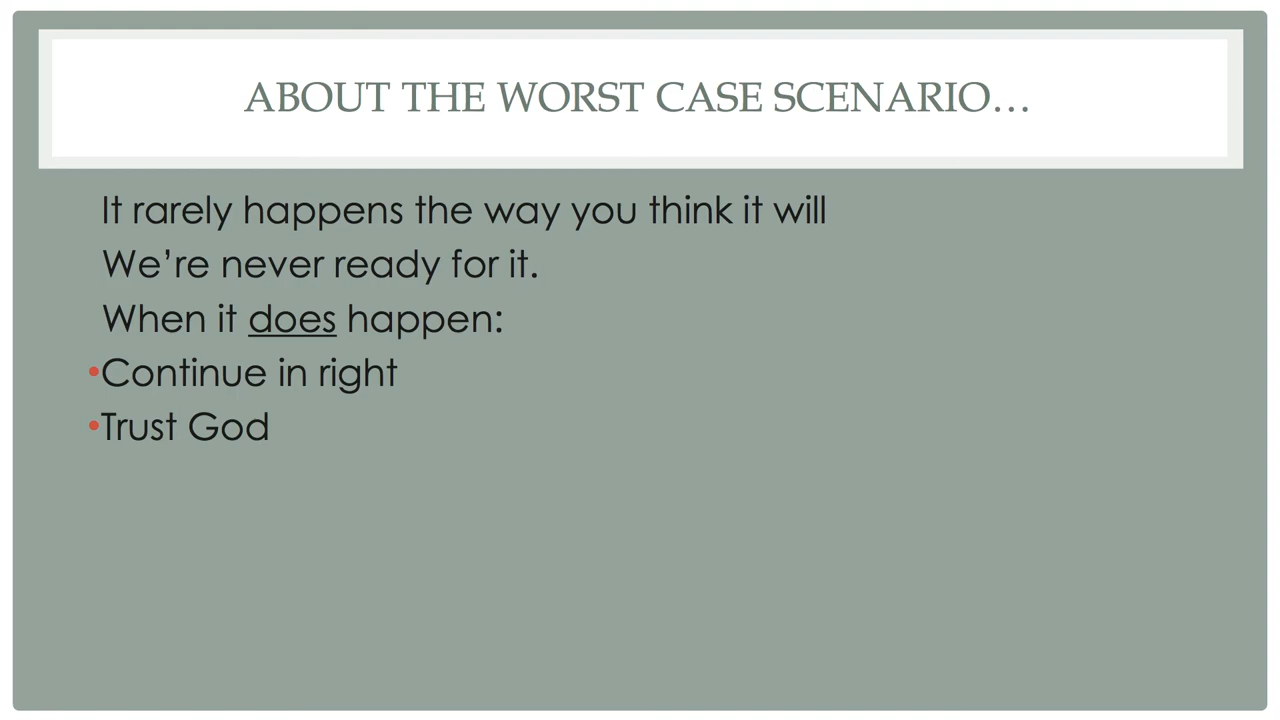 ABOUT THE WORST CASE SCENARIO…
It rarely happens the way you think it will
We’re never ready for it.
When it does happen:
•Continue in right
•Trust God